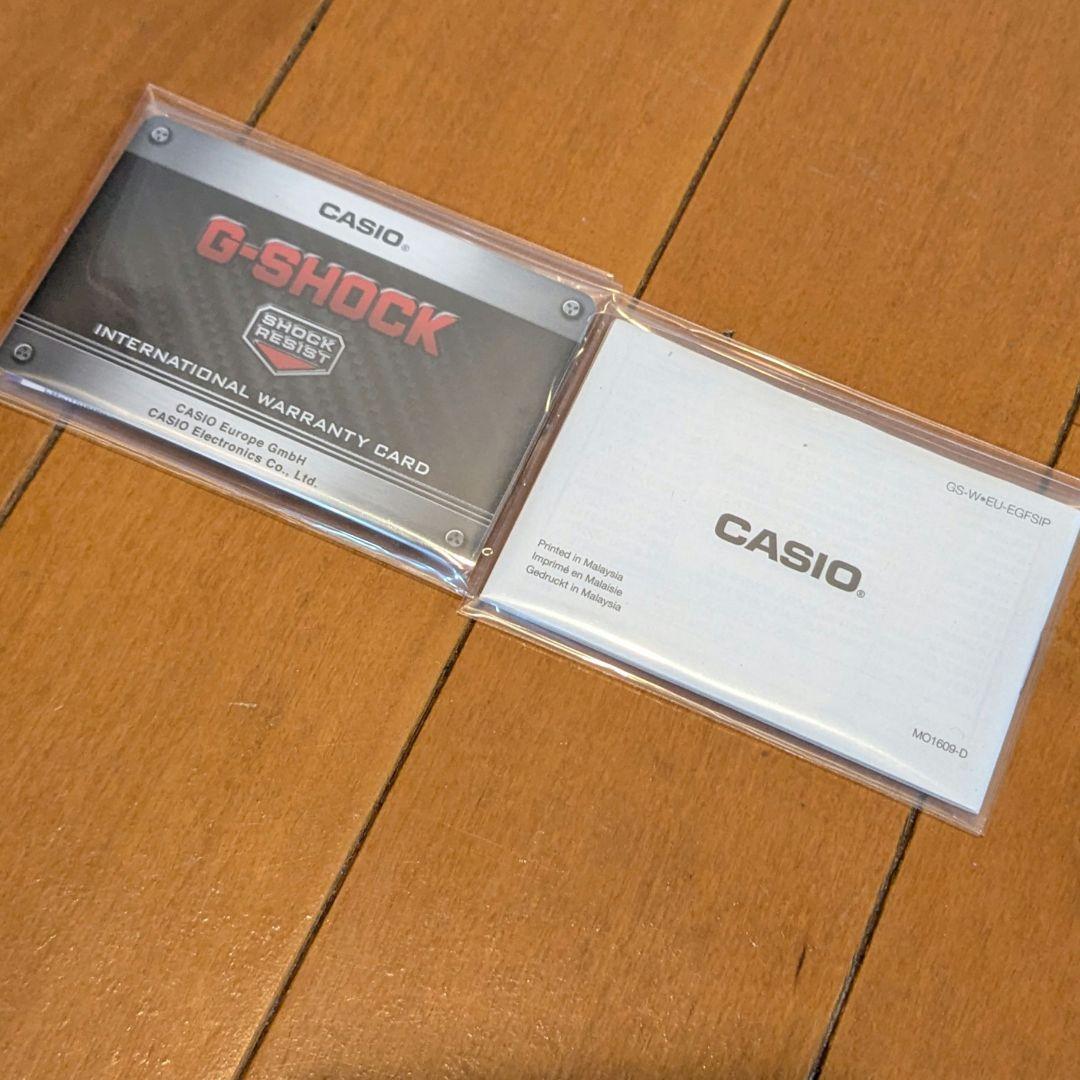 CASIO®
G-SHOCK
SHOCK
RESIST
INTERNATIONAL WARRANTY CARD
CASIO Europe GmbH
CASIO Electronics Co., Ltd.
GS-W*EU-EGFSIP
CASIO®
Printed in Malaysia
Imprimé en Malaisie
Gedruckt in Malaysia
MO1609-D